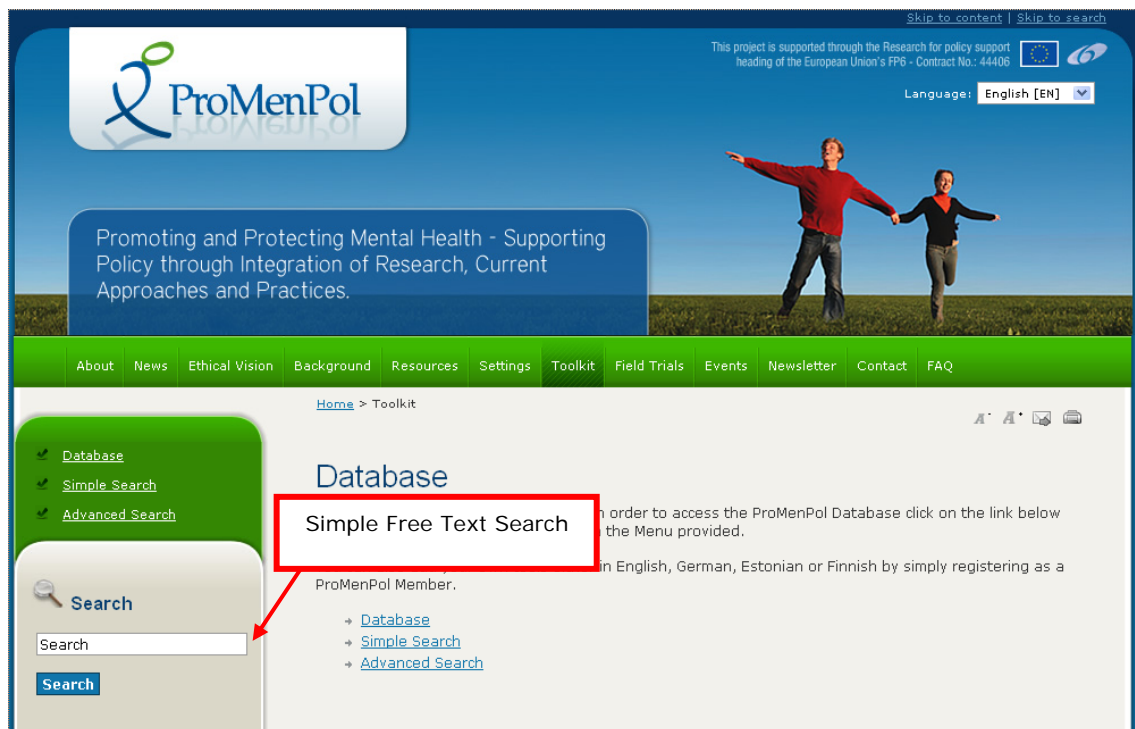 Skip to content | Skip to search
This project is supported through the Research for policy support
heading of the European Union's FP6 - Contract No.: 44406
Language: English [EN]
ProMenPol
Promoting and Protecting Mental Health - Supporting
Policy through Integration of Research, Current
Approaches and Practices.
About News Ethical Vision Background Resources Settings Toolkit Field Trials Events Newsletter Contact FAQ
Home > Toolkit
A- A+
Database
Simple Search
Advanced Search
Database
Simple Free Text Search
order to access the ProMenPol Database click on the link below
the Menu provided.
in English, German, Estonian or Finnish by simply registering as a
ProMenPol Member.
Database
Simple Search
Advanced Search
Search
Search
Search